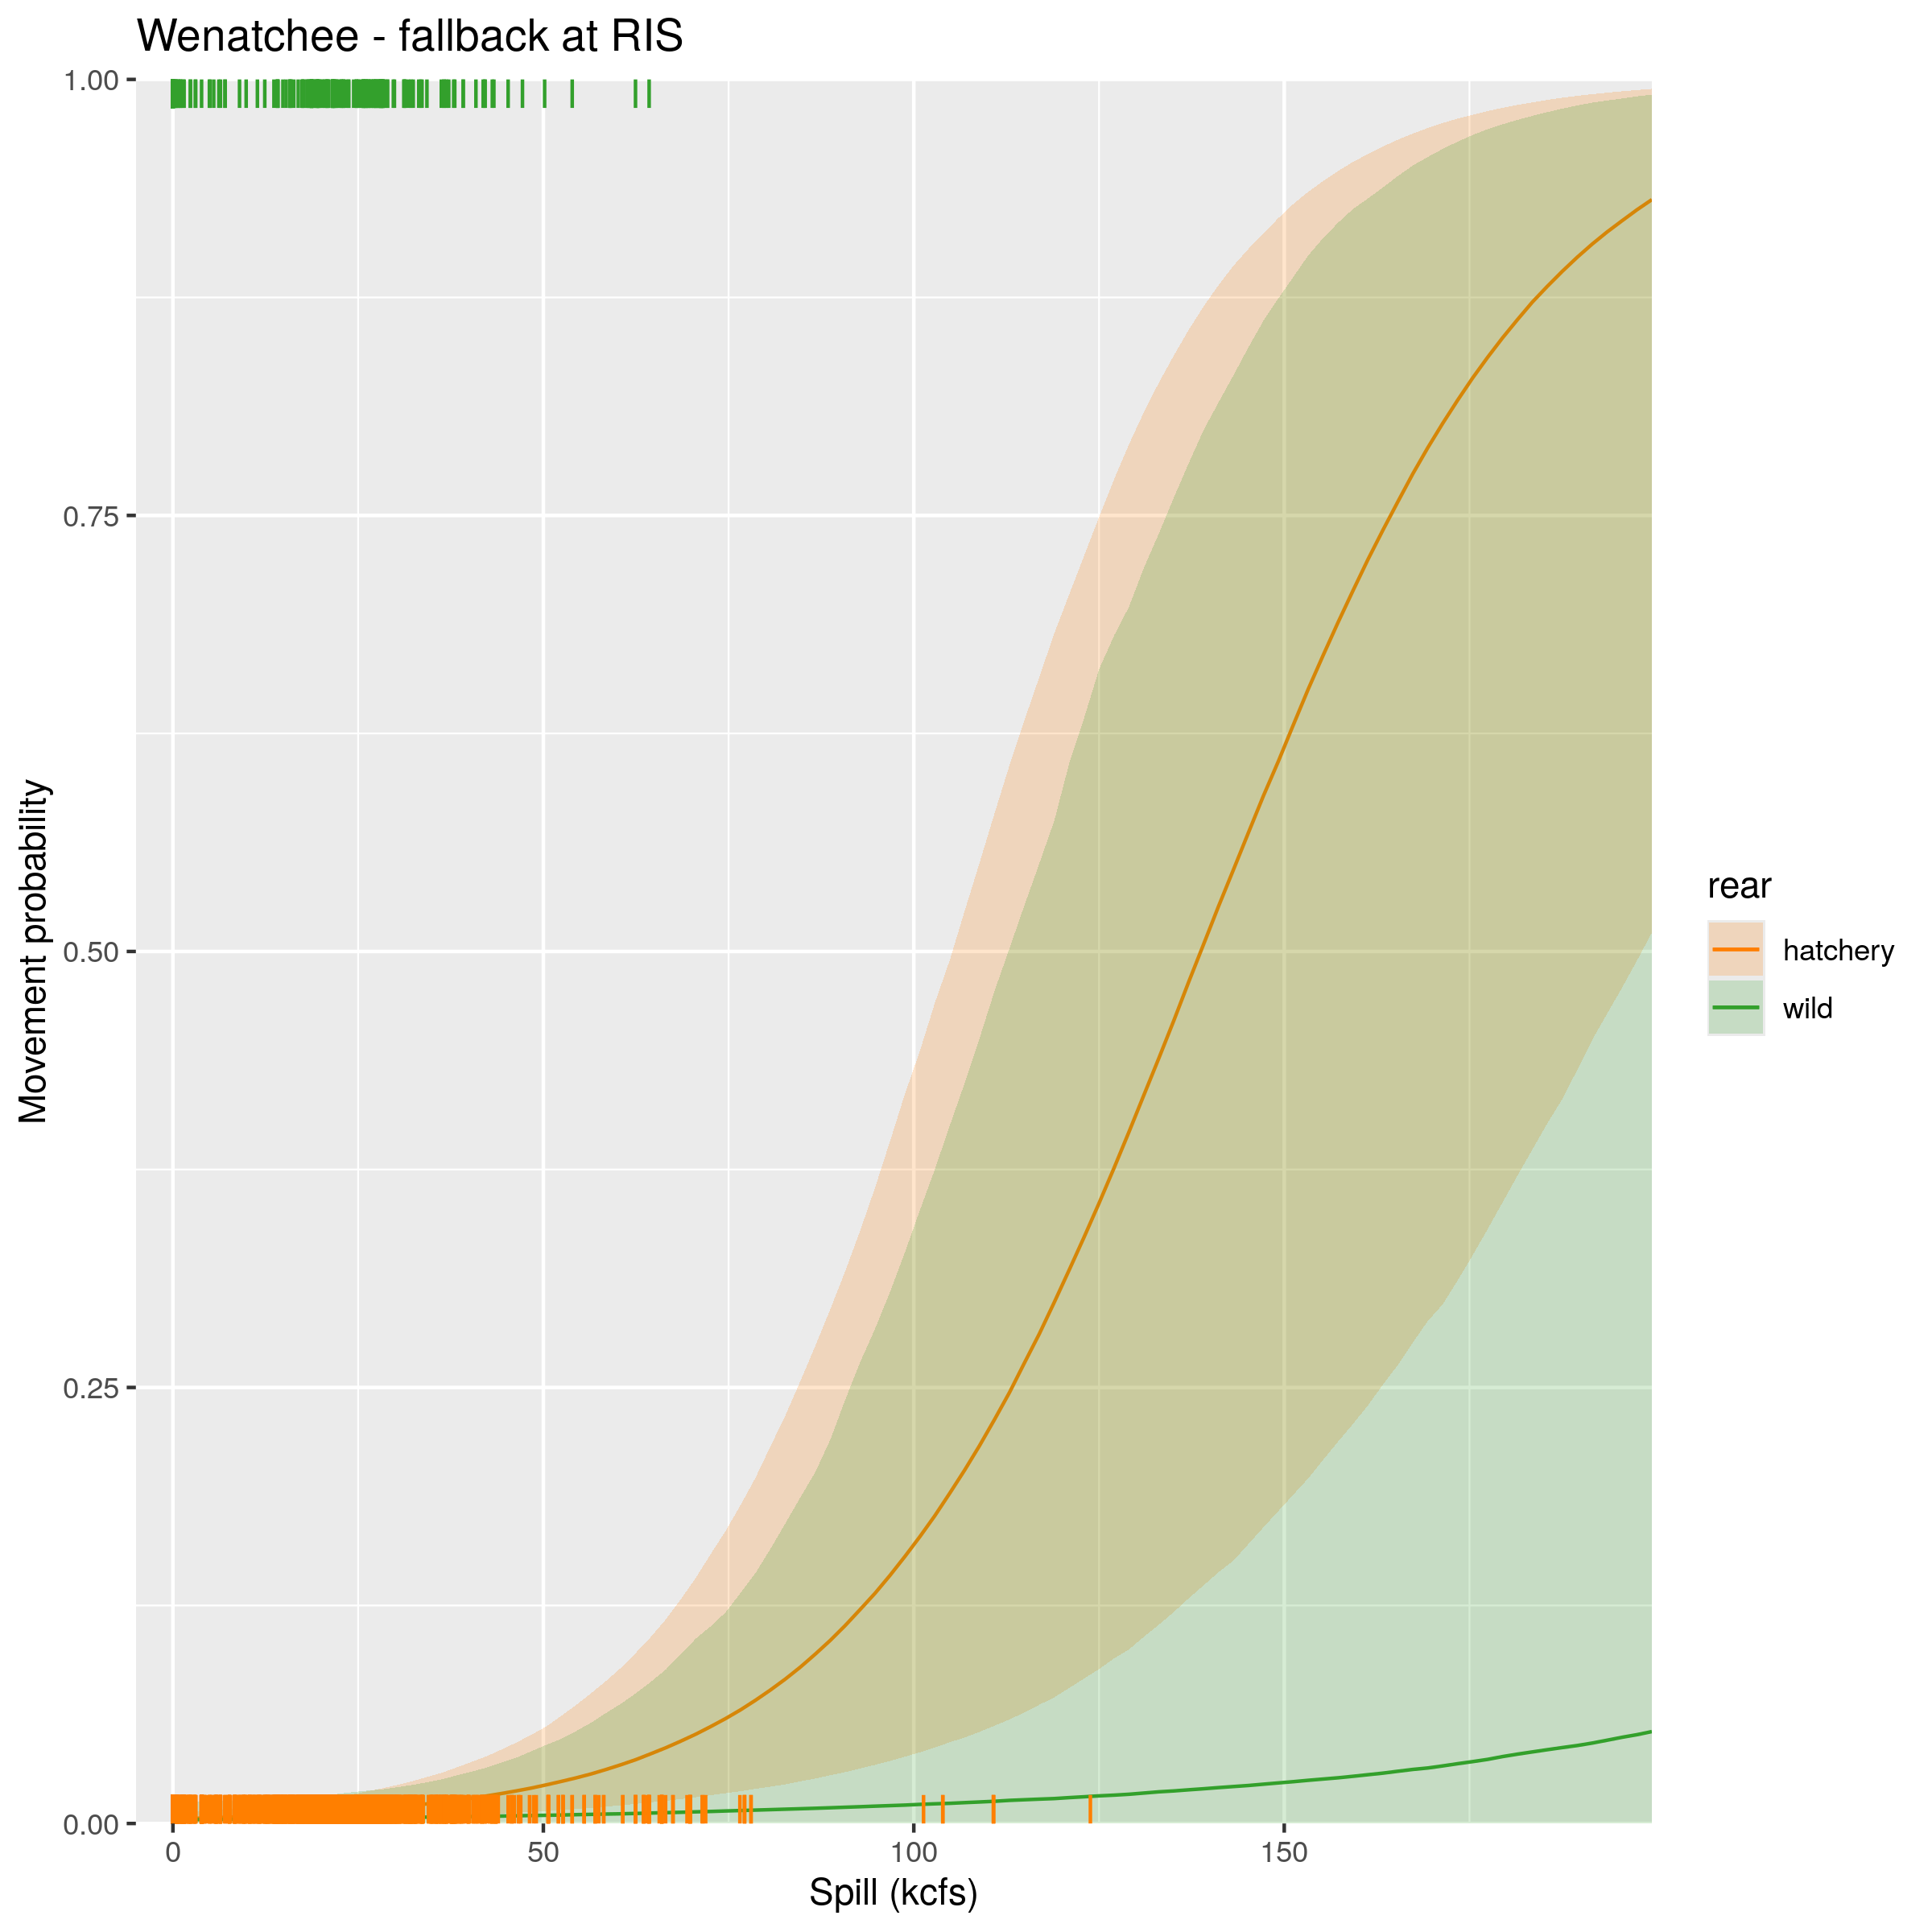 Wenatchee - fallback at RIS
1.00
0.75
0.50
0.25
0.00
Movement probability
0
50
100
150
Spill (kcfs)
rear
hatchery
wild